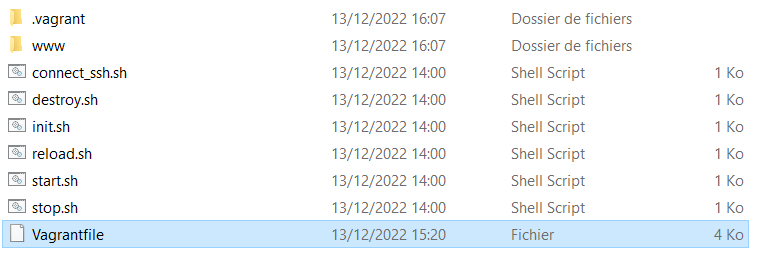 .vagrant 13/12/2022 16:07 Dossier de fichiers
www 13/12/2022 16:07 Dossier de fichiers
connect_ssh.sh 13/12/2022 14:00 Shell Script 1 Ko
destroy.sh 13/12/2022 14:00 Shell Script 1 Ko
init.sh 13/12/2022 14:00 Shell Script 1 Ko
reload.sh 13/12/2022 14:00 Shell Script 1 Ko
start.sh 13/12/2022 14:00 Shell Script 1 Ko
stop.sh 13/12/2022 14:00 Shell Script 1 Ko
Vagrantfile 13/12/2022 15:20 Fichier 4 Ko